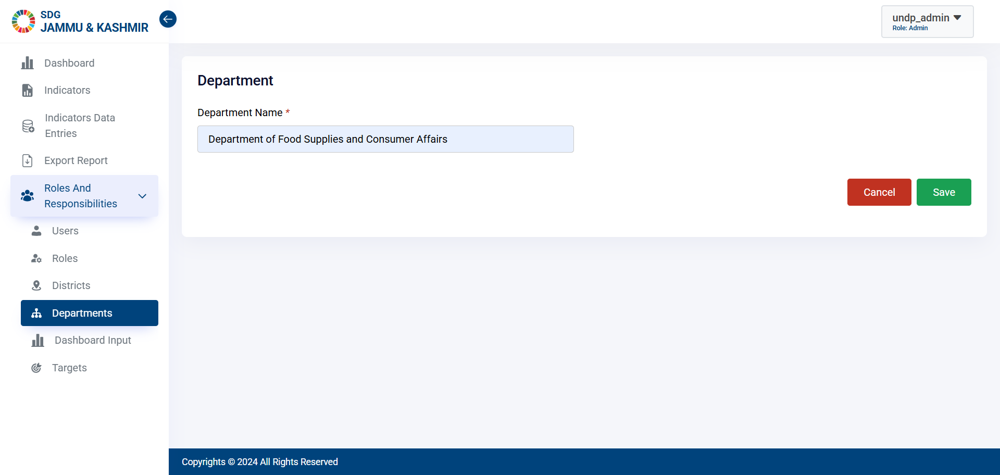 SDG
JAMMU & KASHMIR
undp_admin
Role: Admin
Dashboard
Indicators
Indicators Data
Entries
Export Report
Roles And
Responsibilities
Users
Roles
Districts
Departments
Dashboard Input
Targets
Department
Department Name *
Department of Food Supplies and Consumer Affairs
Cancel
Save
Copyrights © 2024 All Rights Reserved